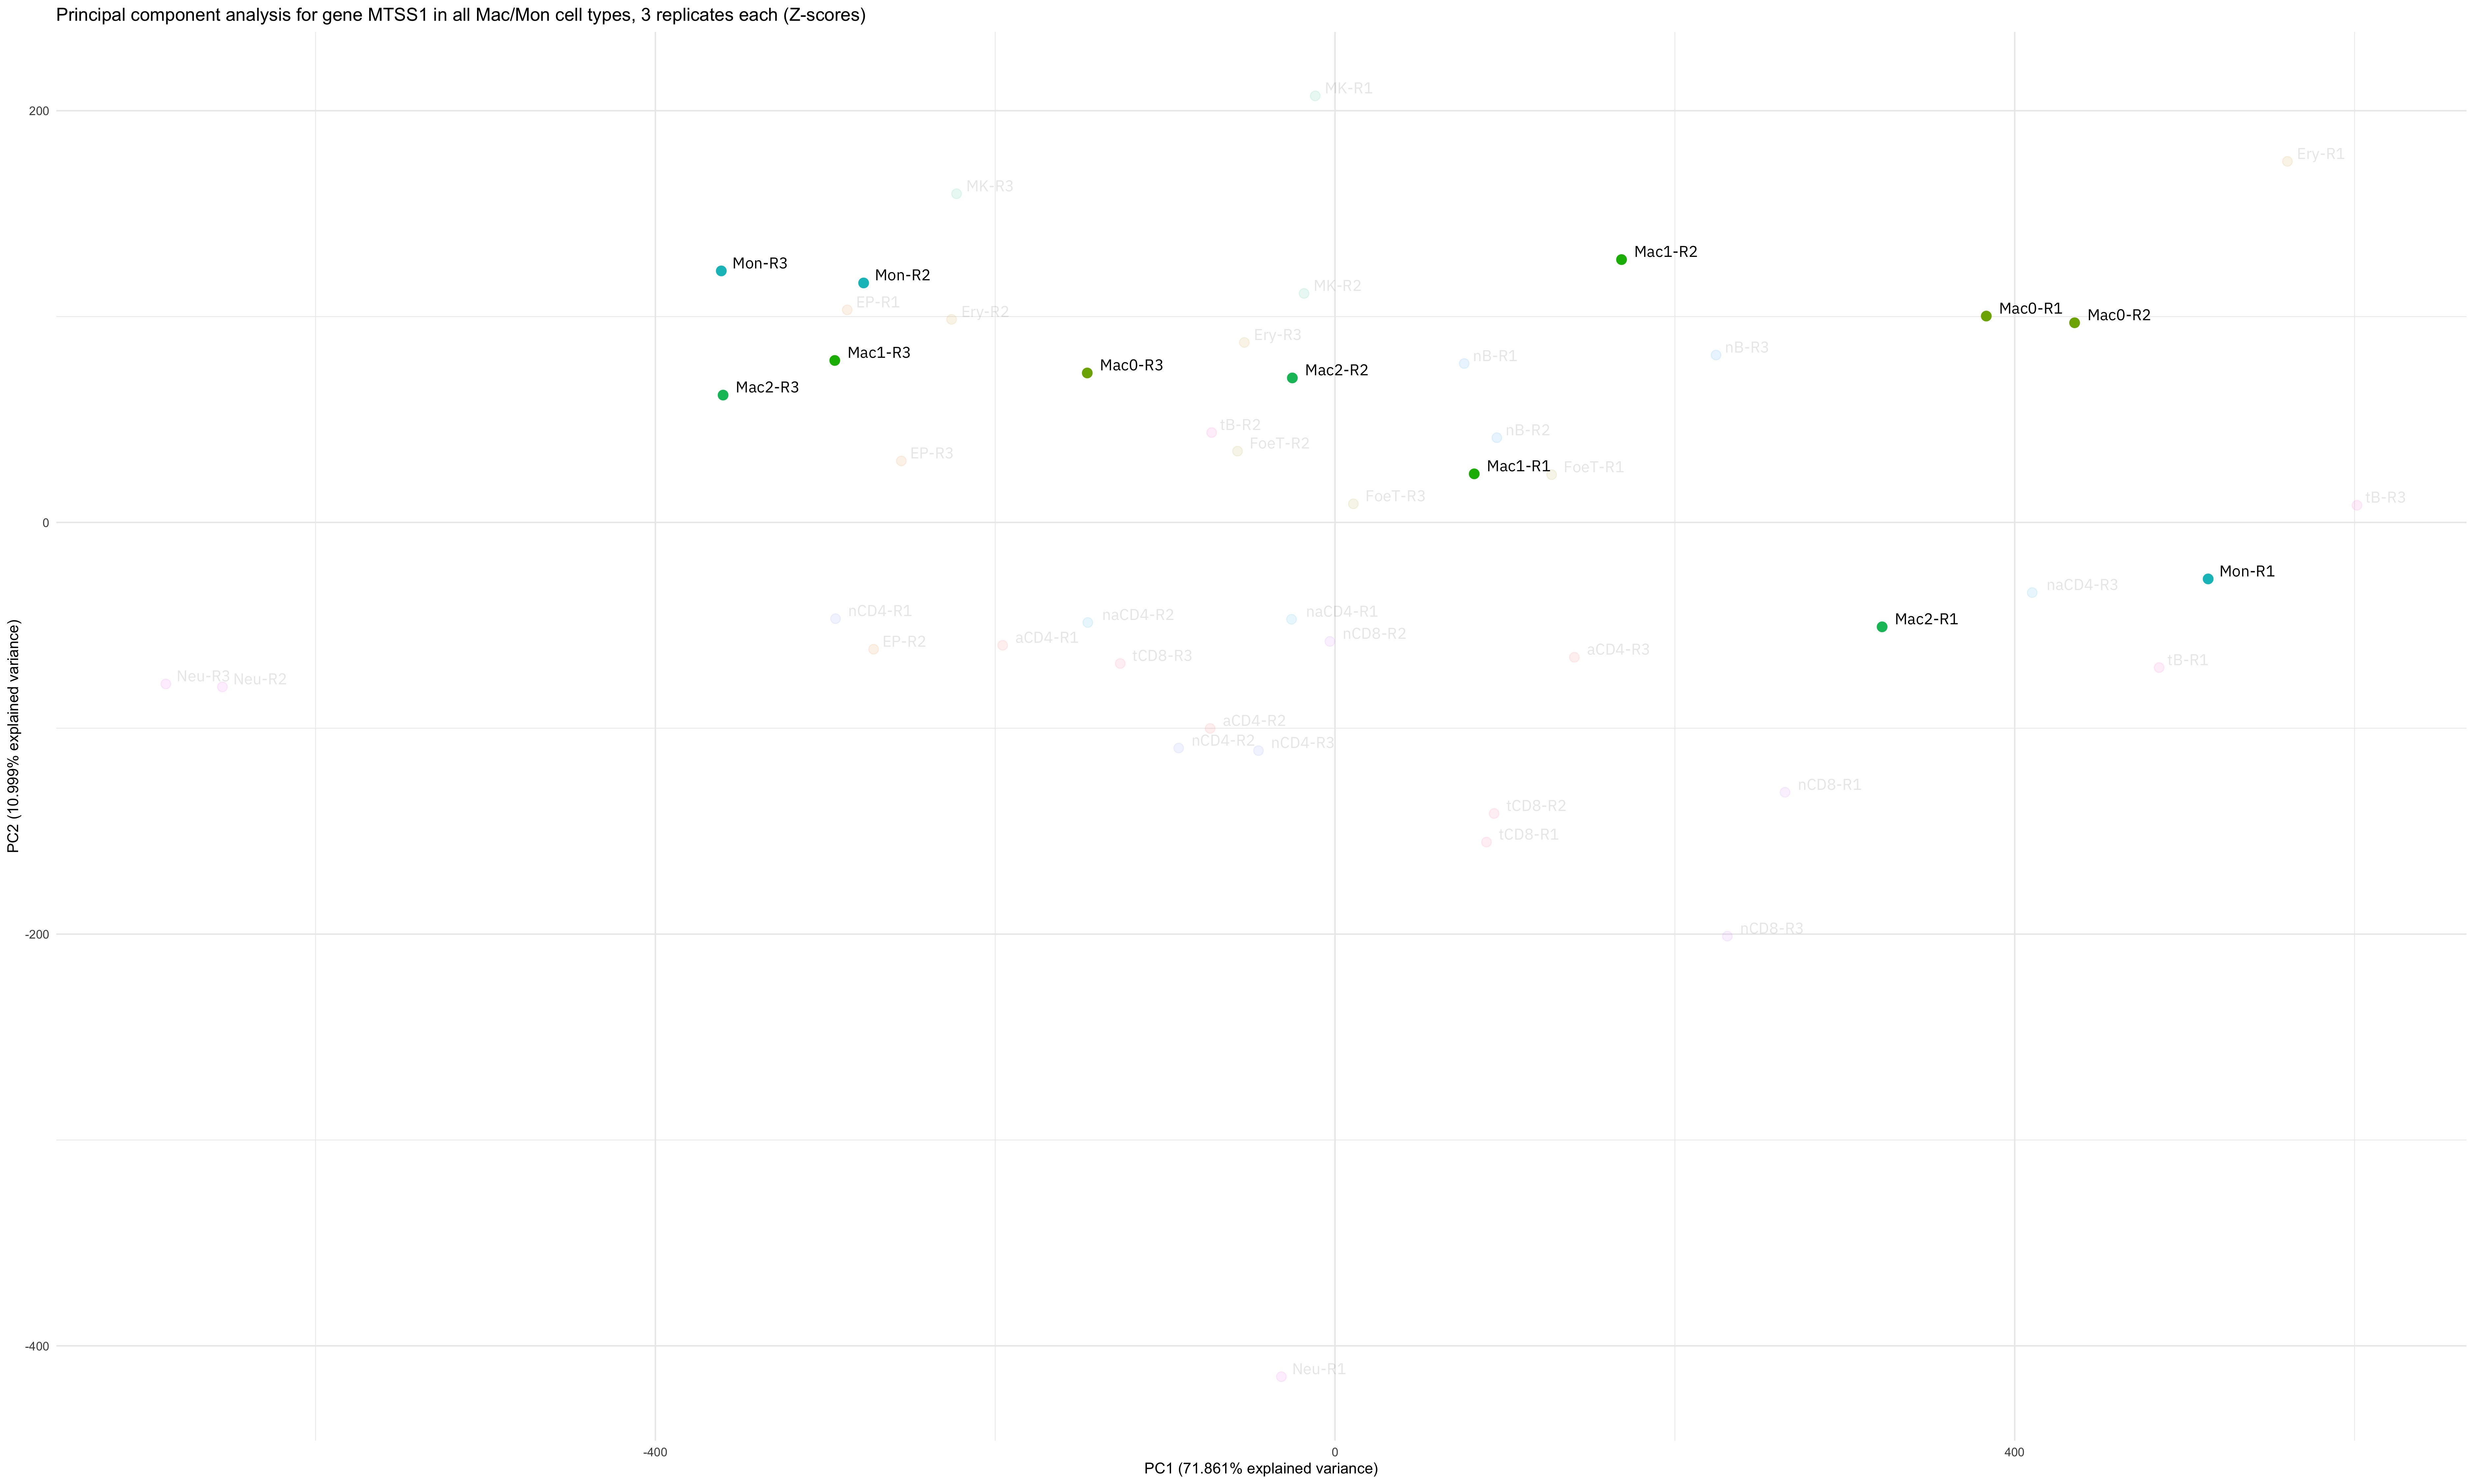 Principal component analysis for gene MTSS1 in all Mac/Mon cell types, 3 replicates each (Z-scores)
MK-R1
200
Ery-R1
MK-R3
Mac1-R2
Mon-R3
Mon-R2
MK-R2
EP-R1
Mac0-R1
Ery-R2
Mac0-R2
Ery-R3
nB-R3
Mac1-R3
nB-R1
Mac0-R3
Mac2-R2
Mac2-R3
tB-R2
nB-R2
FoeT-R2
EP-R3
Mac1-R1
FoeT-R1
FoeT-R3
tB-R3
0
Mon-R1
naCD4-R3
nCD4-R1
naCD4-R2
naCD4-R1
Mac2-R1
nCD8-R2
aCD4-R1
EP-R2
aCD4-R3
tCD8-R3
tB-R1
Neu-R3
Neu-R2
aCD4-R2
nCD4-R2
nCD4-R3
nCD8-R1
tCD8-R2
tCD8-R1
nCD8-R3
-200
-400
Neu-R1
PC2 (10.999% explained variance)
-400
0
400
PC1 (71.861% explained variance)